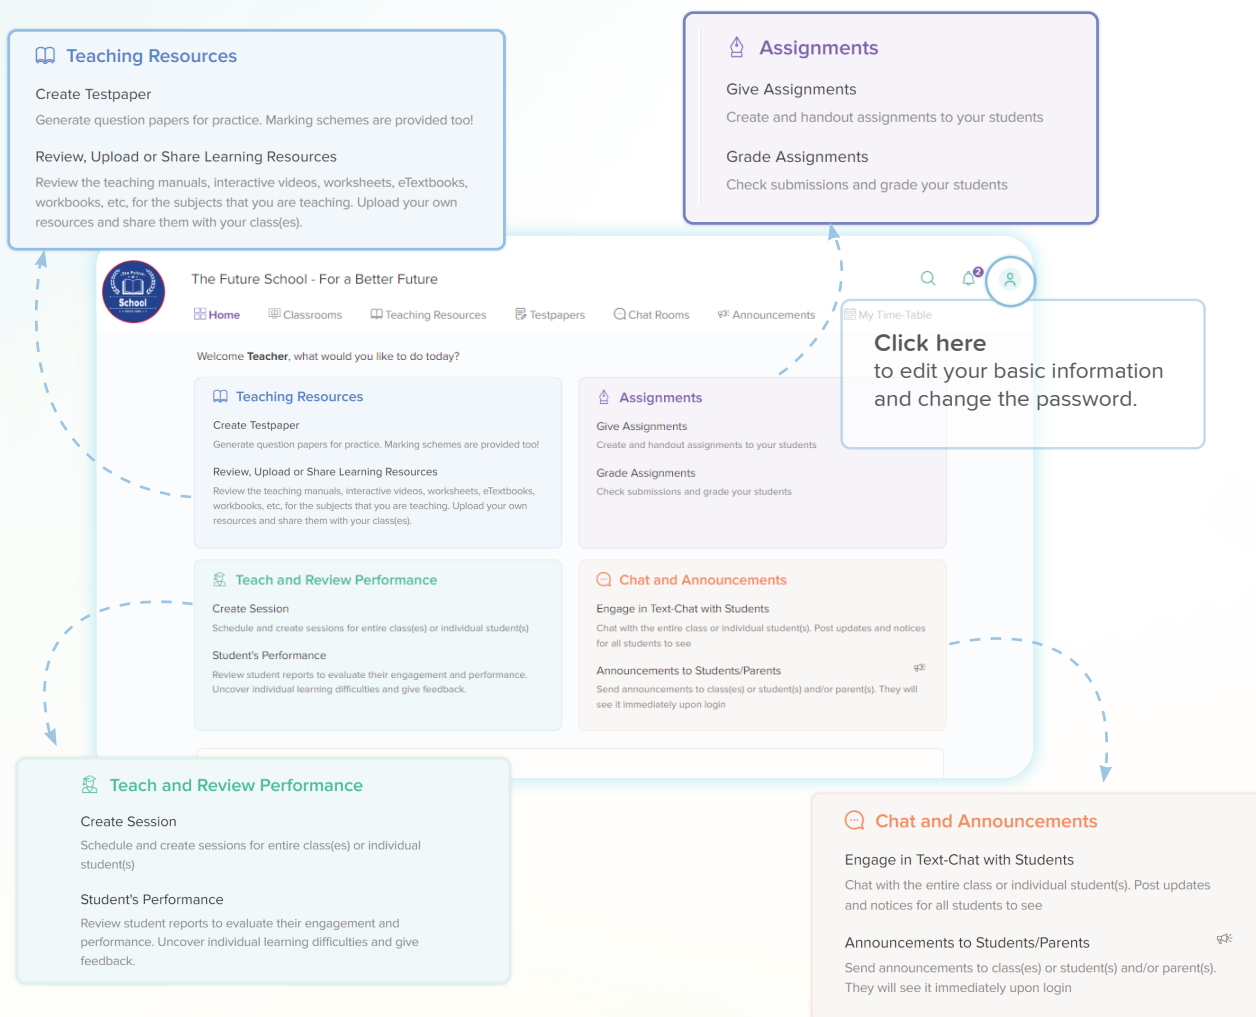 Teaching Resources
Create Testpaper
Generate question papers for practice. Marking schemes are provided too!
Review, Upload or Share Learning Resources
Review the teaching manuals, interactive videos, worksheets, eTextbooks,
workbooks, etc, for the subjects that you are teaching. Upload your own
resources and share them with your class(es).
Assignments
Give Assignments
Create and handout assignments to your students
Grade Assignments
Check submissions and grade your students
The Future
School
The Future School - For a Better Future
2
Home
Classrooms
Teaching Resources
Testpapers
Chat Rooms
Announcements
My Time-Table
Click here
to edit your basic information
and change the password.
Welcome Teacher, what would you like to do today?
Teaching Resources
Create Testpaper
Generate question papers for practice. Marking schemes are provided too!
Review, Upload or Share Learning Resources
Review the teaching manuals, interactive videos, worksheets, eTextbooks,
workbooks, etc, for the subjects that you are teaching. Upload your own
resources and share them with your class(es).
Assignments
Give Assignments
Create and handout assignments to your students
Grade Assignments
Check submissions and grade your students
Teach and Review Performance
Create Session
Schedule and create sessions for entire class(es) or individual student(s)
Student's Performance
Review student reports to evaluate their engagement and performance.
Uncover individual learning difficulties and give feedback.
Chat and Announcements
Engage in Text-Chat with Students
Chat with the entire class or individual student(s). Post updates and notices
for all students to see
Announcements to Students/Parents
Send announcements to class(es) or student(s) and/or parent(s). They will
see it immediately upon login
Teach and Review Performance
Create Session
Schedule and create sessions for entire class(es) or individual
student(s)
Student's Performance
Review student reports to evaluate their engagement and
performance. Uncover individual learning difficulties and give
feedback.
Chat and Announcements
Engage in Text-Chat with Students
Chat with the entire class or individual student(s). Post updates
and notices for all students to see
Announcements to Students/Parents
Send announcements to class(es) or student(s) and/or parent(s).
They will see it immediately upon login